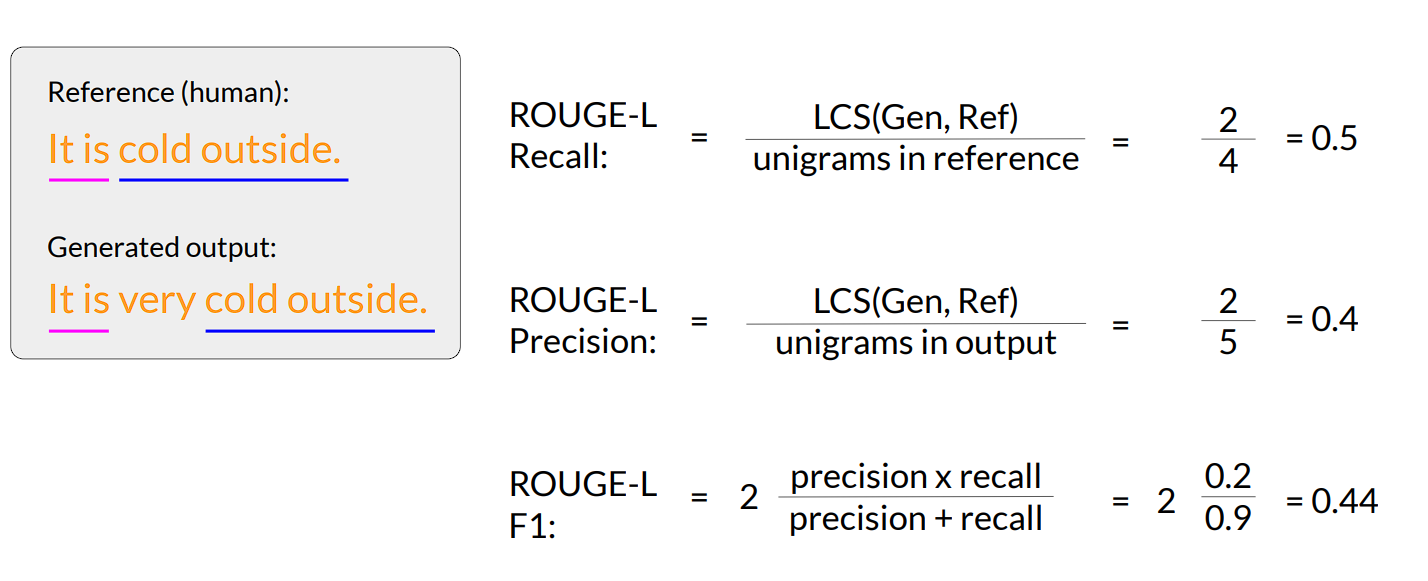 Reference (human):
It is cold outside.
Generated output:
It is very cold outside.
ROUGE-L
Recall:
=
LCS(Gen, Ref)
unigrams in reference
=
2
4
= 0.5
ROUGE-L
Precision:
=
LCS(Gen, Ref)
unigrams in output
=
2
5
= 0.4
ROUGE-L
F1:
=
2
precision x recall
precision + recall
=
2
0.2
0.9
= 0.44